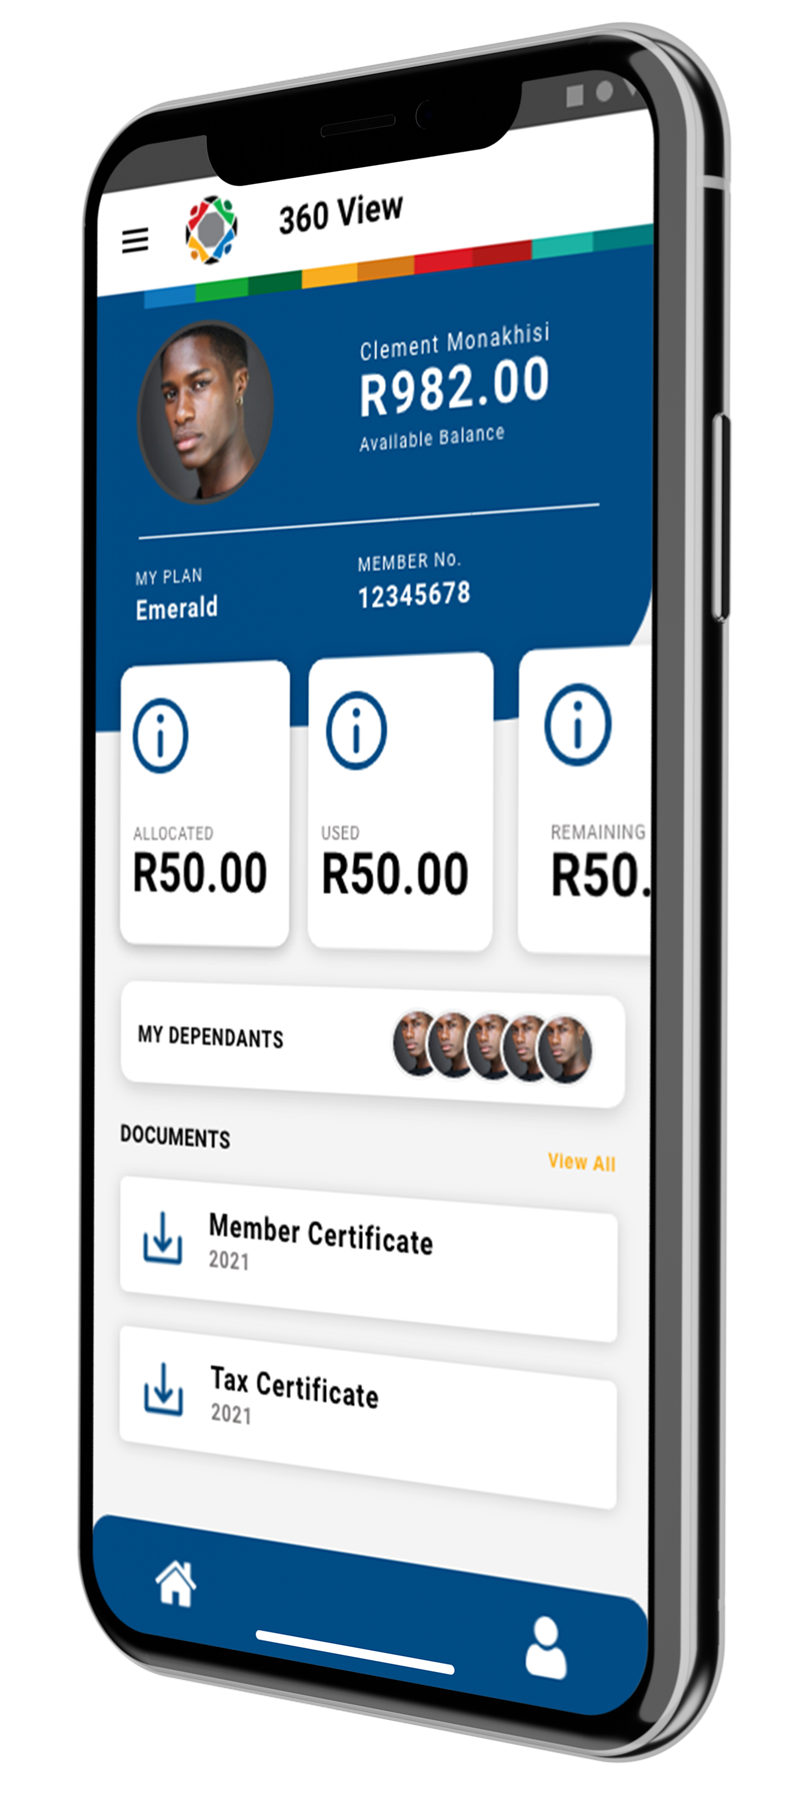 360 View
Clement Monakhisi
R982.00
Available Balance
MY PLAN
Emerald
MEMBER No.
12345678
ALLOCATED
R50.00
USED
R50.00
REMAINING
R50.
MY DEPENDANTS
DOCUMENTS
View All
Member Certificate
2021
Tax Certificate
2021